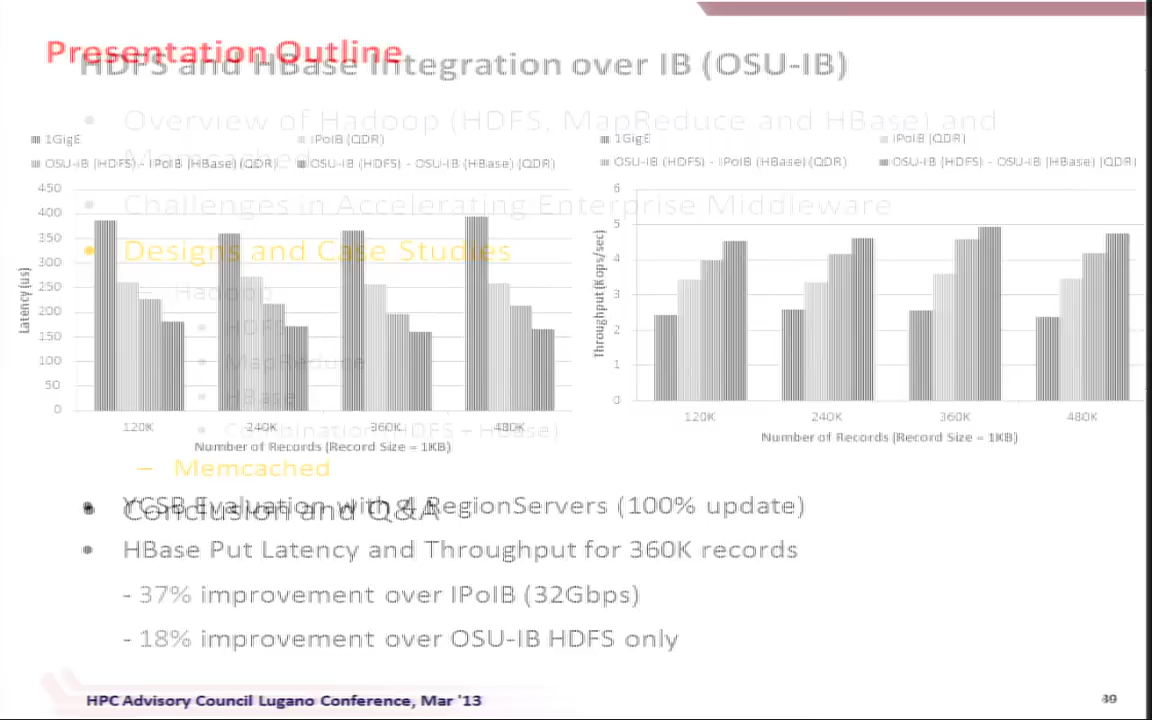 Presentation Outline
HDFS and HBase Integration over IB (OSU-IB)
• Overview of Hadoop (HDFS, MapReduce and HBase) and
Memcached
1GigE
IPoIB (QDR)
OSU-IB (HDFS) - IPoIB (HBase) (QDR)
OSU-IB (HDFS) - OSU-IB (HBase) (QDR)
1GigE
IPoIB (QDR)
OSU-IB (HDFS) - IPoIB (HBase) (QDR)
OSU-IB (HDFS) - OSU-IB (HBase) (QDR)
• Challenges in Accelerating Enterprise Middleware
• Designs and Case Studies
– Hadoop
• HDFS
• MapReduce
• HBase
• Combination (HDFS + HBase)
– Memcached
• Conclusion and Q&A
Latency (us)
450
400
350
300
250
200
150
100
50
0
120K
240K
360K
480K
Number of Records (Record Size = 1KB)
Throughput (Kops/sec)
6
5
4
3
2
1
0
120K
240K
360K
480K
Number of Records (Record Size = 1KB)
• YCSB Evaluation with 4 RegionServers (100% update)
• HBase Put Latency and Throughput for 360K records
- 37% improvement over IPoIB (32Gbps)
- 18% improvement over OSU-IB HDFS only
HPC Advisory Council Lugano Conference, Mar '13